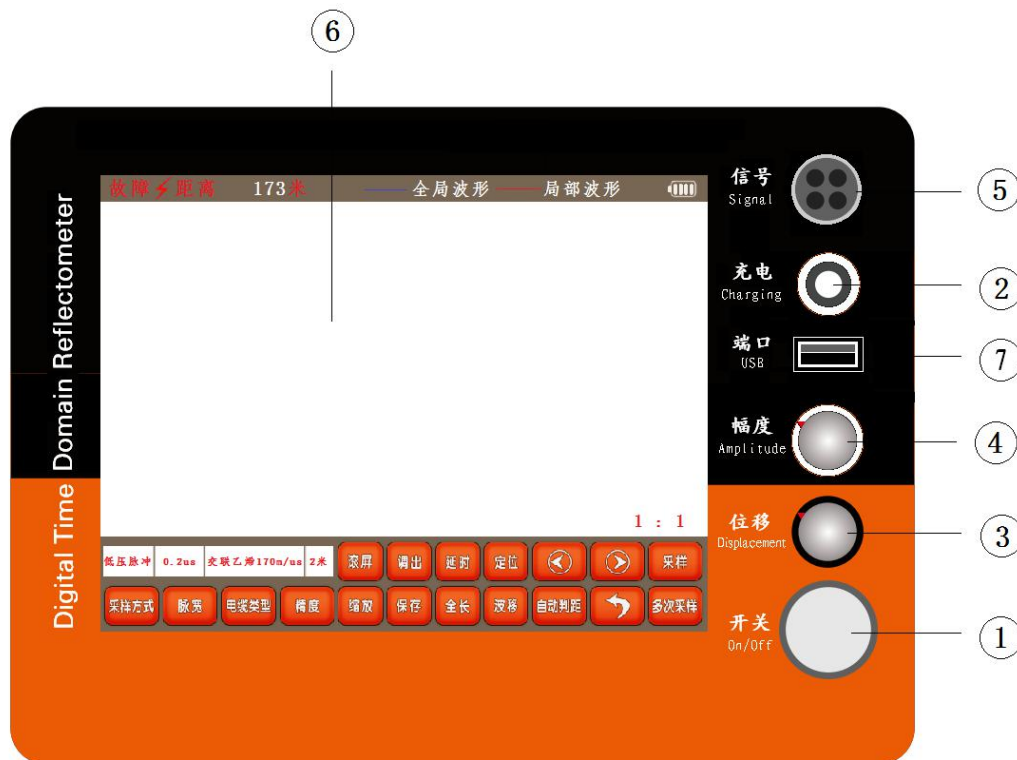 ⑥
Digital Time Domain Reflectometer
故障 距离 173米 全局波形 局部波形
1 : 1
低压脉冲 0.2us 交联乙烯170m/us 2米 滚屏 调出 延时 定位 采样
采样方式 脉宽 电缆类型 精度 缩放 保存 全长 波移 自动判距 多次采样
信号
Signal
⑤
充电
Charging
②
端口
USB
⑦
幅度
Amplitude
④
位移
Displacement
③
开关
On/Off
①